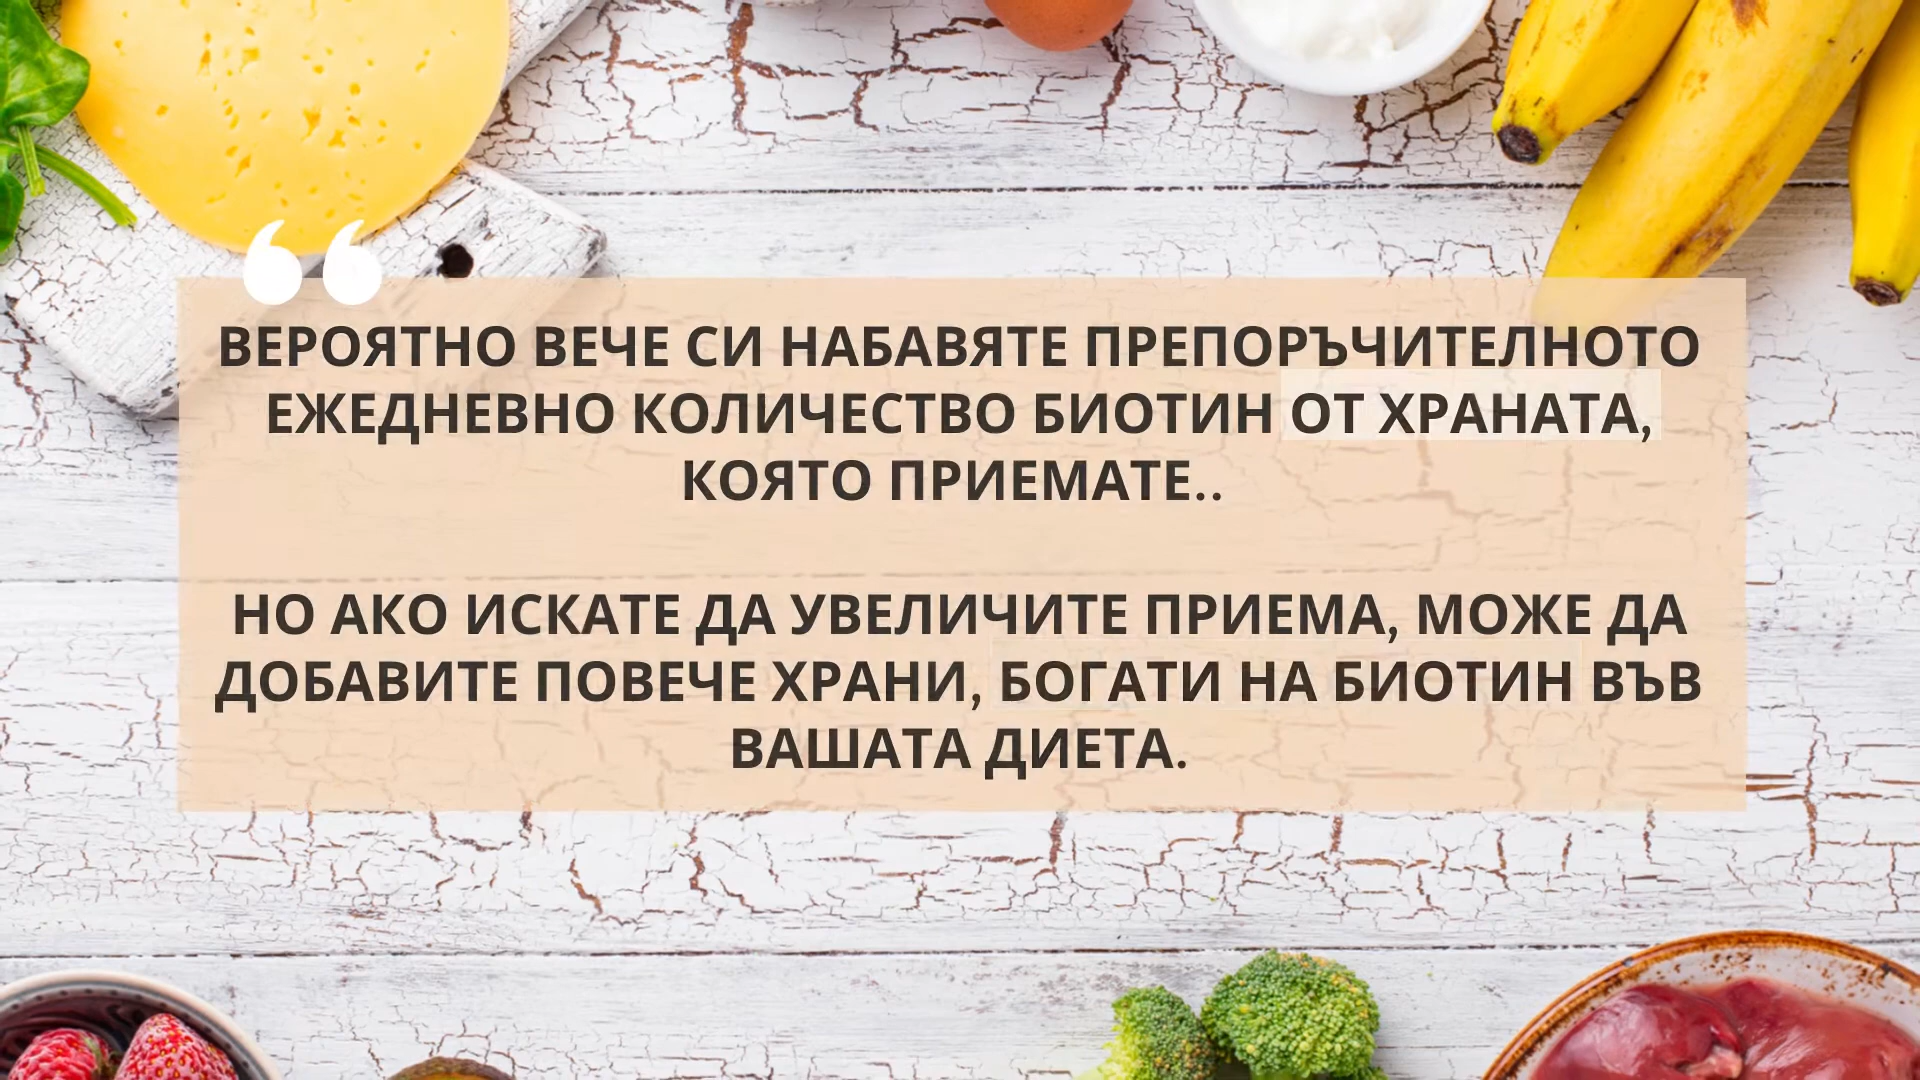 ВЕРОЯТНО ВЕЧЕ СИ НАБАВЯТЕ ПРЕПОРЪЧИТЕЛНОТО
ЕЖЕДНЕВНО КОЛИЧЕСТВО БИОТИН ОТ ХРАНАТА,
КОЯТО ПРИЕМАТЕ..
НО АКО ИСКАТЕ ДА УВЕЛИЧИТЕ ПРИЕМА, МОЖЕ ДА
ДОБАВИТЕ ПОВЕЧЕ ХРАНИ, БОГАТИ НА БИОТИН ВЪВ
ВАШАТА ДИЕТА.